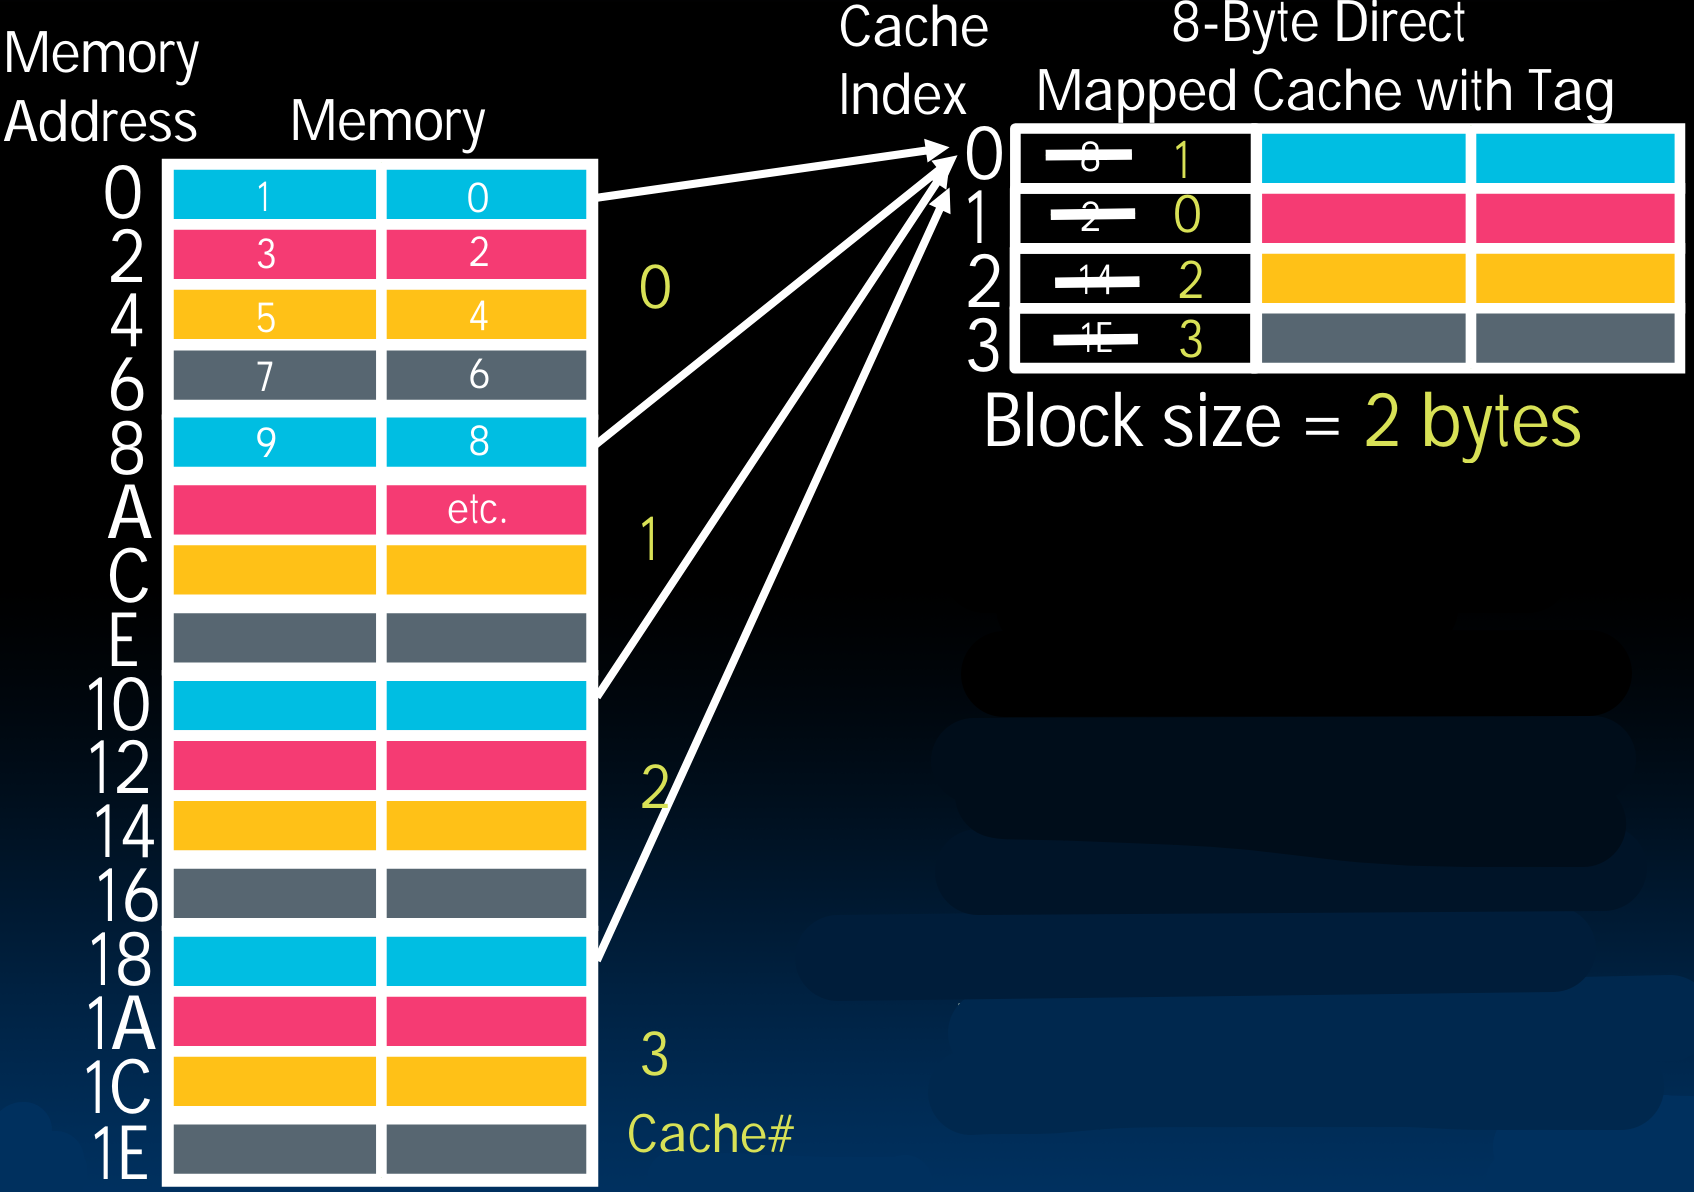 Memory
Address
Memory
0 1 0
2 3 2
4 5 4
6 7 6
8 9 8
A etc.
C
E
10
12
14
16
18
1A
1C
1E
0
1
2
3
Cache#
Cache
Index
8-Byte Direct
Mapped Cache with Tag
0 8 1
1 2 0
2 14 2
3 1E 3
Block size = 2 bytes